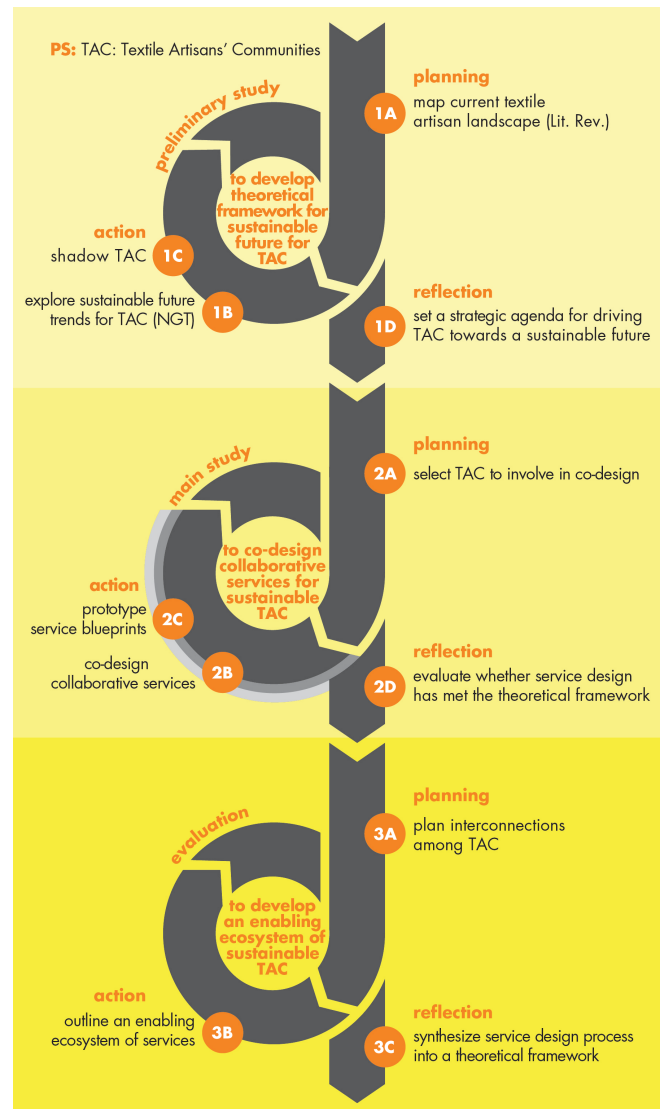 PS: TAC: Textile Artisans’ Communities
preliminary study
planning
1A
map current textile
artisan landscape (Lit. Rev.)
to develop
theoretical
framework for
sustainable
future for
TAC
action
shadow TAC
1C
explore sustainable future
trends for TAC (NGT)
1B
reflection
1D
set a strategic agenda for driving
TAC towards a sustainable future
main study
planning
2A
select TAC to involve in co-design
to co-design
collaborative
services for
sustainable
TAC
action
prototype
service blueprints
2C
co-design
collaborative services
2B
reflection
2D
evaluate whether service design
has met the theoretical framework
evaluation
planning
3A
plan interconnections
among TAC
to develop
an enabling
ecosystem of
sustainable
TAC
action
outline an enabling
ecosystem of services
3B
reflection
3C
synthesize service design process
into a theoretical framework